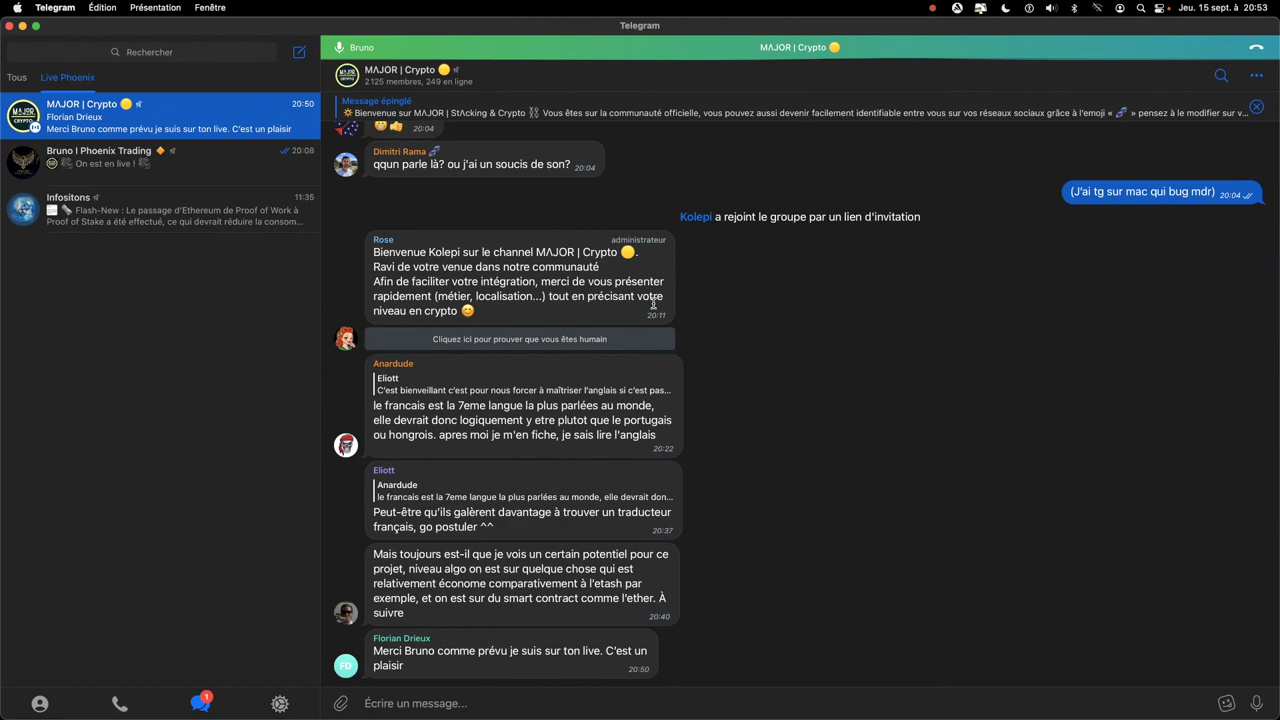 Telegram Édition Présentation Fenêtre
Jeu. 15 sept. à 20:53
Telegram
Rechercher
Tous Live Phoenix
MΛJOR | Crypto 🟡 20:50
Florian Drieux
Merci Bruno comme prévu je suis sur ton live. C'est un plaisir
Bruno I Phoenix Trading 🔶 20:08
On est en live !
Infositons 11:35
Flash-New : Le passage d'Ethereum de Proof of Work à
Proof of Stake a été effectué, ce qui devrait réduire la consom...
Bruno
MΛJOR | Crypto 🟡
MΛJOR | Crypto 🟡
2 125 membres, 249 en ligne
Message épinglé
🔅Bienvenue sur MΛJOR | StΛcking & Crypto ⛓ Vous êtes sur la communauté officielle, vous pouvez aussi devenir facilement identifiable entre vous sur vos réseaux sociaux grâce à l'emoji « 🧬 » pensez à le modifier sur v...
20:04
Dimitri Rama 🧬
qqun parle là? ou j'ai un soucis de son? 20:04
(J'ai tg sur mac qui bug mdr) 20:04
Kolepi a rejoint le groupe par un lien d'invitation
Rose administrateur
Bienvenue Kolepi sur le channel MΛJOR | Crypto 🟡.
Ravi de votre venue dans notre communauté
Afin de faciliter votre intégration, merci de vous présenter
rapidement (métier, localisation...) tout en précisant votre
niveau en crypto 😊
20:11
Cliquez ici pour prouver que vous êtes humain
Anardude
Eliott
C'est bienveillant c'est pour nous forcer à maîtriser l'anglais si c'est pas...
le francais est la 7eme langue la plus parlées au monde,
elle devrait donc logiquement y etre plutot que le portugais
ou hongrois. apres moi je m'en fiche, je sais lire l'anglais
20:22
Eliott
Anardude
le francais est la 7eme langue la plus parlées au monde, elle devrait don...
Peut-être qu'ils galèrent davantage à trouver un traducteur
français, go postuler ^^
20:37
Mais toujours est-il que je vois un certain potentiel pour ce
projet, niveau algo on est sur quelque chose qui est
relativement économe comparativement à l'etash par
exemple, et on est sur du smart contract comme l'ether. À
suivre
20:40
Florian Drieux
Merci Bruno comme prévu je suis sur ton live. C'est un
plaisir
20:50
FD
1
Écrire un message...